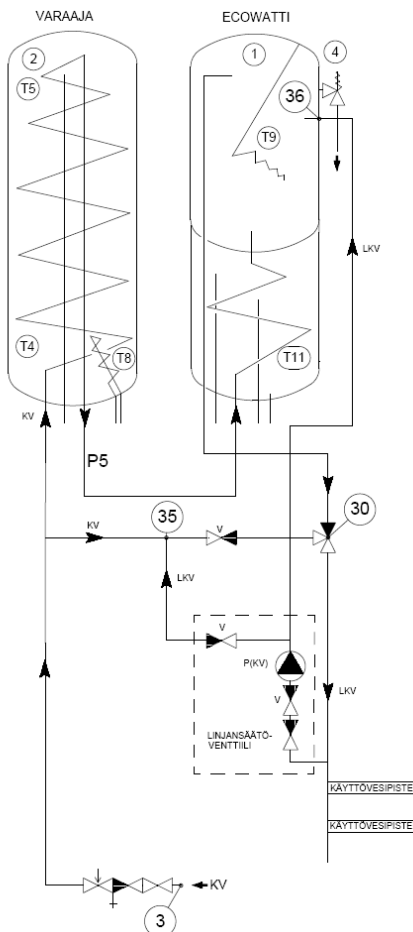 VARAAJA
ECOWATTI
2
1
4
T5
36
T9
LKV
T4
T8
T11
KV
P5
35
30
KV
V
LKV
V
P(KV)
LKV
V
LINJANSÄÄTÖ-
VENTTIILI
KÄYTTÖVESIPISTE
KÄYTTÖVESIPISTE
KV
3